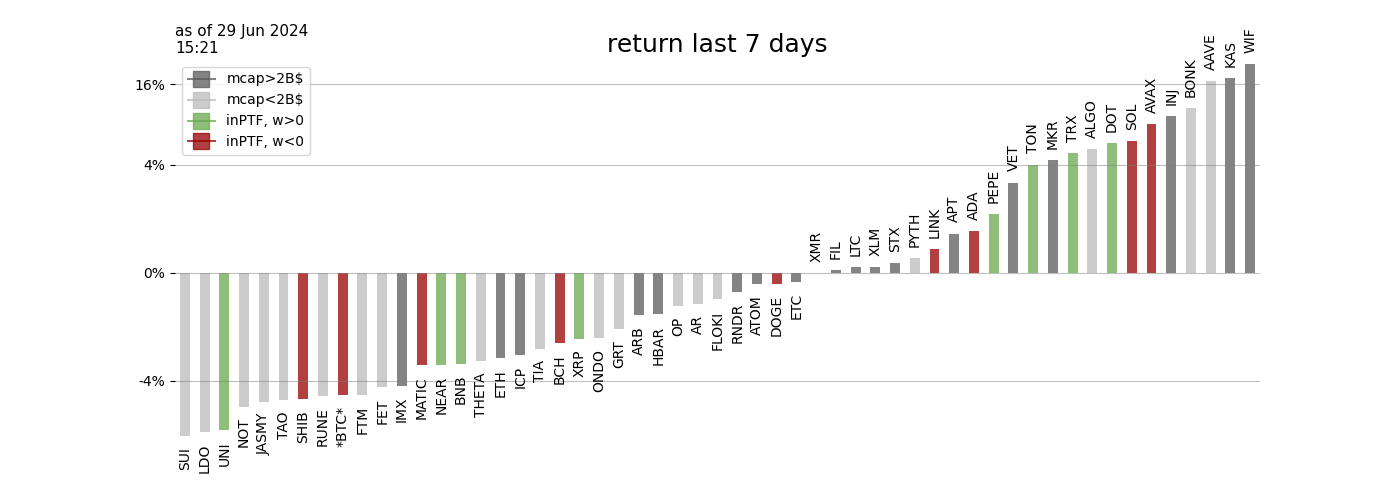 as of 29 Jun 2024
15:21
return last 7 days
mcap>2B$
mcap<2B$
inPTF, w>0
inPTF, w<0
16%
4%
0%
-4%
SUI
LDO
UNI
NOT
JASMY
TAO
SHIB
RUNE
*BTC*
FTM
FET
IMX
MATIC
NEAR
BNB
THETA
ETH
ICP
TIA
BCH
XRP
ONDO
GRT
ARB
HBAR
OP
AR
FLOKI
RNDR
ATOM
DOGE
ETC
XMR
FIL
LTC
XLM
STX
PYTH
LINK
APT
ADA
PEPE
VET
TON
MKR
TRX
ALGO
DOT
SOL
AVAX
INJ
BONK
AAVE
KAS
WIF